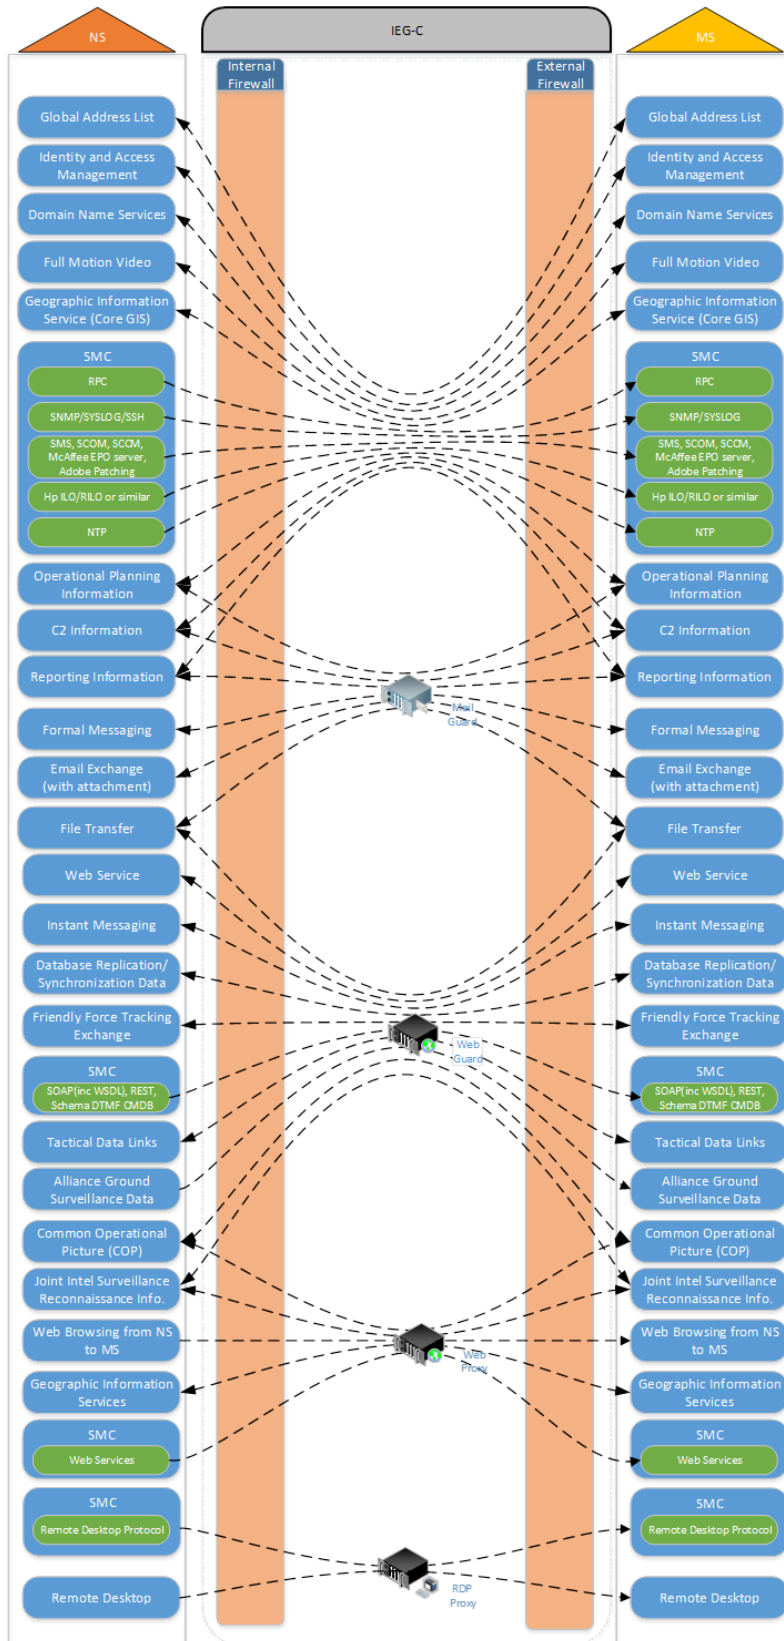 NS
IEG-C
MS
Internal
Firewall
External
Firewall
Global Address List
Global Address List
Identity and Access
Management
Identity and Access
Management
Domain Name Services
Domain Name Services
Full Motion Video
Full Motion Video
Geographic Information
Service (Core GIS)
Geographic Information
Service (Core GIS)
SMC
RPC
SNMP/SYSLOG/SSH
SMS, SCOM, SCCM,
McAffee EPO server,
Adobe Patching
Hp ILO/RILO or similar
NTP
SMC
RPC
SNMP/SYSLOG
SMS, SCOM, SCCM,
McAffee EPO server,
Adobe Patching
Hp ILO/RILO or similar
NTP
Operational Planning
Information
Operational Planning
Information
C2 Information
C2 Information
Reporting Information
Reporting Information
Mail
Guard
Formal Messaging
Formal Messaging
Email Exchange
(with attachment)
Email Exchange
(with attachment)
File Transfer
File Transfer
Web Service
Web Service
Instant Messaging
Instant Messaging
Database Replication/
Synchronization Data
Database Replication/
Synchronization Data
Friendly Force Tracking
Exchange
Friendly Force Tracking
Exchange
Web
Guard
SMC
SOAP(inc WSDL), REST,
Schema DTMF CMDB
SMC
SOAP(inc WSDL), REST,
Schema DTMF CMDB
Tactical Data Links
Tactical Data Links
Alliance Ground
Surveillance Data
Alliance Ground
Surveillance Data
Common Operational
Picture (COP)
Common Operational
Picture (COP)
Joint Intel Surveillance
Reconnaissance Info.
Joint Intel Surveillance
Reconnaissance Info.
Web Browsing from NS
to MS
Web Browsing from NS
to MS
Web
Proxy
Geographic Information
Services
Geographic Information
Services
SMC
Web Services
SMC
Web Services
SMC
Remote Desktop Protocol
SMC
Remote Desktop Protocol
Remote Desktop
RDP
Proxy
Remote Desktop